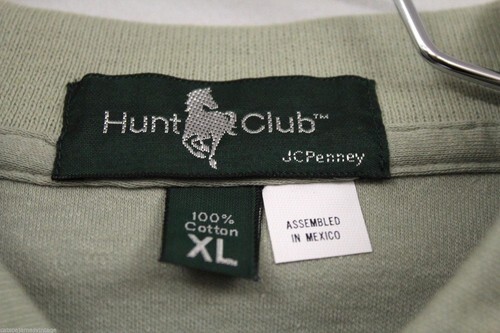 Hunt Club™
JCPenney
100%
Cotton
XL
ASSEMBLED
IN MEXICO